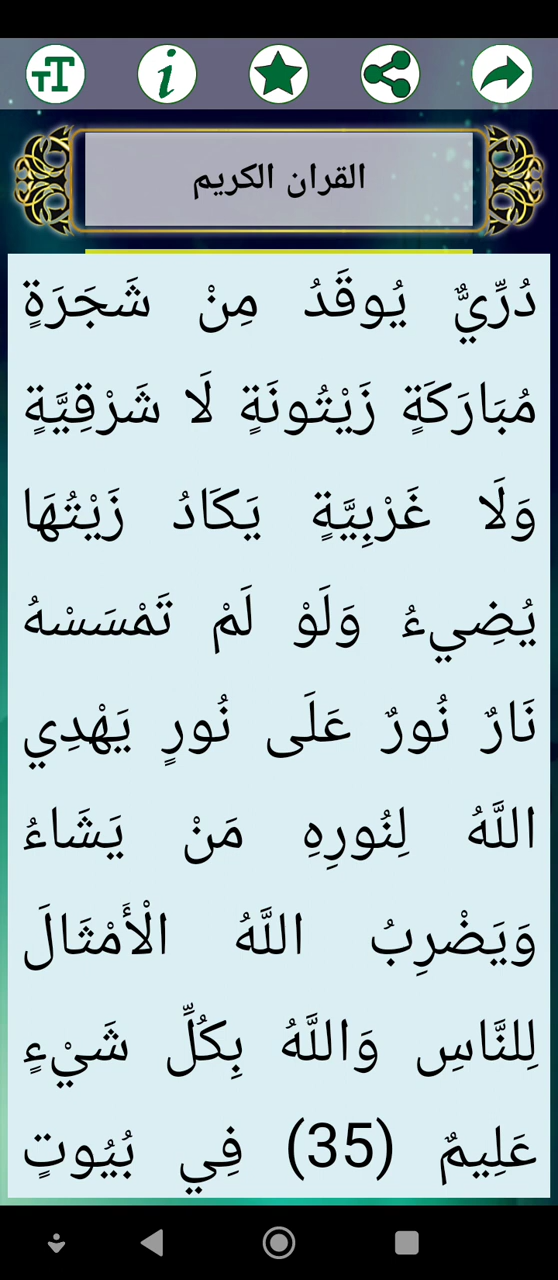 القران الكريم
دُرِّيٌّ يُوقَدُ مِنْ شَجَرَةٍ
مُبَارَكَةٍ زَيْتُونَةٍ لَا شَرْقِيَّةٍ
وَلَا غَرْبِيَّةٍ يَكَادُ زَيْتُهَا
يُضِيءُ وَلَوْ لَمْ تَمْسَسْهُ
نَارٌ نُورٌ عَلَى نُورٍ يَهْدِي
اللَّهُ لِنُورِهِ مَنْ يَشَاءُ
وَيَضْرِبُ اللَّهُ الْأَمْثَالَ
لِلنَّاسِ وَاللَّهُ بِكُلِّ شَيْءٍ
عَلِيمٌ (35) فِي بُيُوتٍ